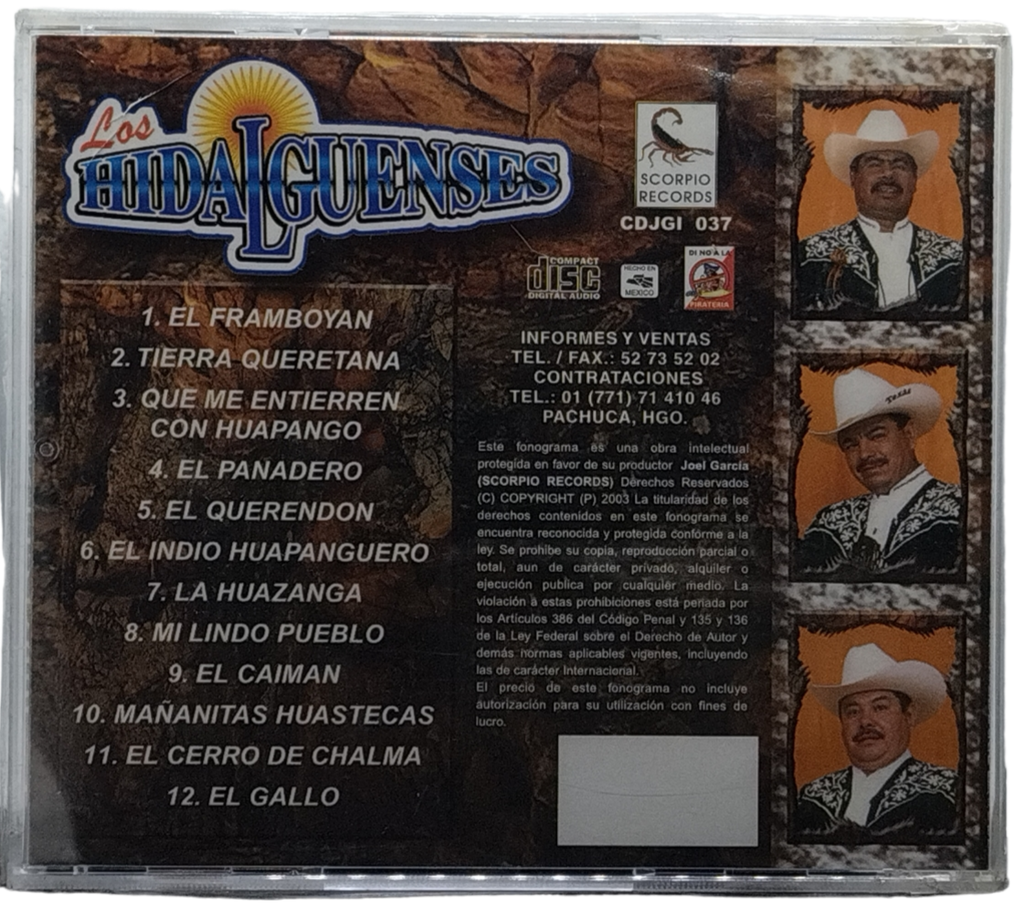 Los
HIDALGUENSES
1. EL FRAMBOYAN
2. TIERRA QUERETANA
3. QUE ME ENTIERREN
CON HUAPANGO
4. EL PANADERO
5. EL QUERENDON
6. EL INDIO HUAPANGUERO
7. LA HUAZANGA
8. MI LINDO PUEBLO
9. EL CAIMAN
10. MAÑANITAS HUASTECAS
11. EL CERRO DE CHALMA
12. EL GALLO
SCORPIO
RECORDS
CDJGI 037
COMPACT
disc
DIGITAL AUDIO
HECHO EN
MEXICO
DI NO A LA
PIRATERIA
INFORMES Y VENTAS
TEL. / FAX.: 52 73 52 02
CONTRATACIONES
TEL.: 01 (771) 71 410 46
PACHUCA, HGO.
Este fonograma es una obra intelectual
protegida en favor de su productor Joel García
(SCORPIO RECORDS) Derechos Reservados
(C) COPYRIGHT (P) 2003 La titularidad de los
derechos contenidos en este fonograma se
encuentra reconocida y protegida conforme a la
ley. Se prohibe su copia, reproducción parcial o
total, aun de carácter privado, alquiler o
ejecución publica por cualquier medio. La
violación a estas prohibiciones está penada por
los Artículos 386 del Código Penal y 135 y 136
de la Ley Federal sobre el Derecho de Autor y
demás normas aplicables vigentes, incluyendo
las de carácter Internacional.
El precio de este fonograma no incluye
autorización para su utilización con fines de
lucro.
Texas